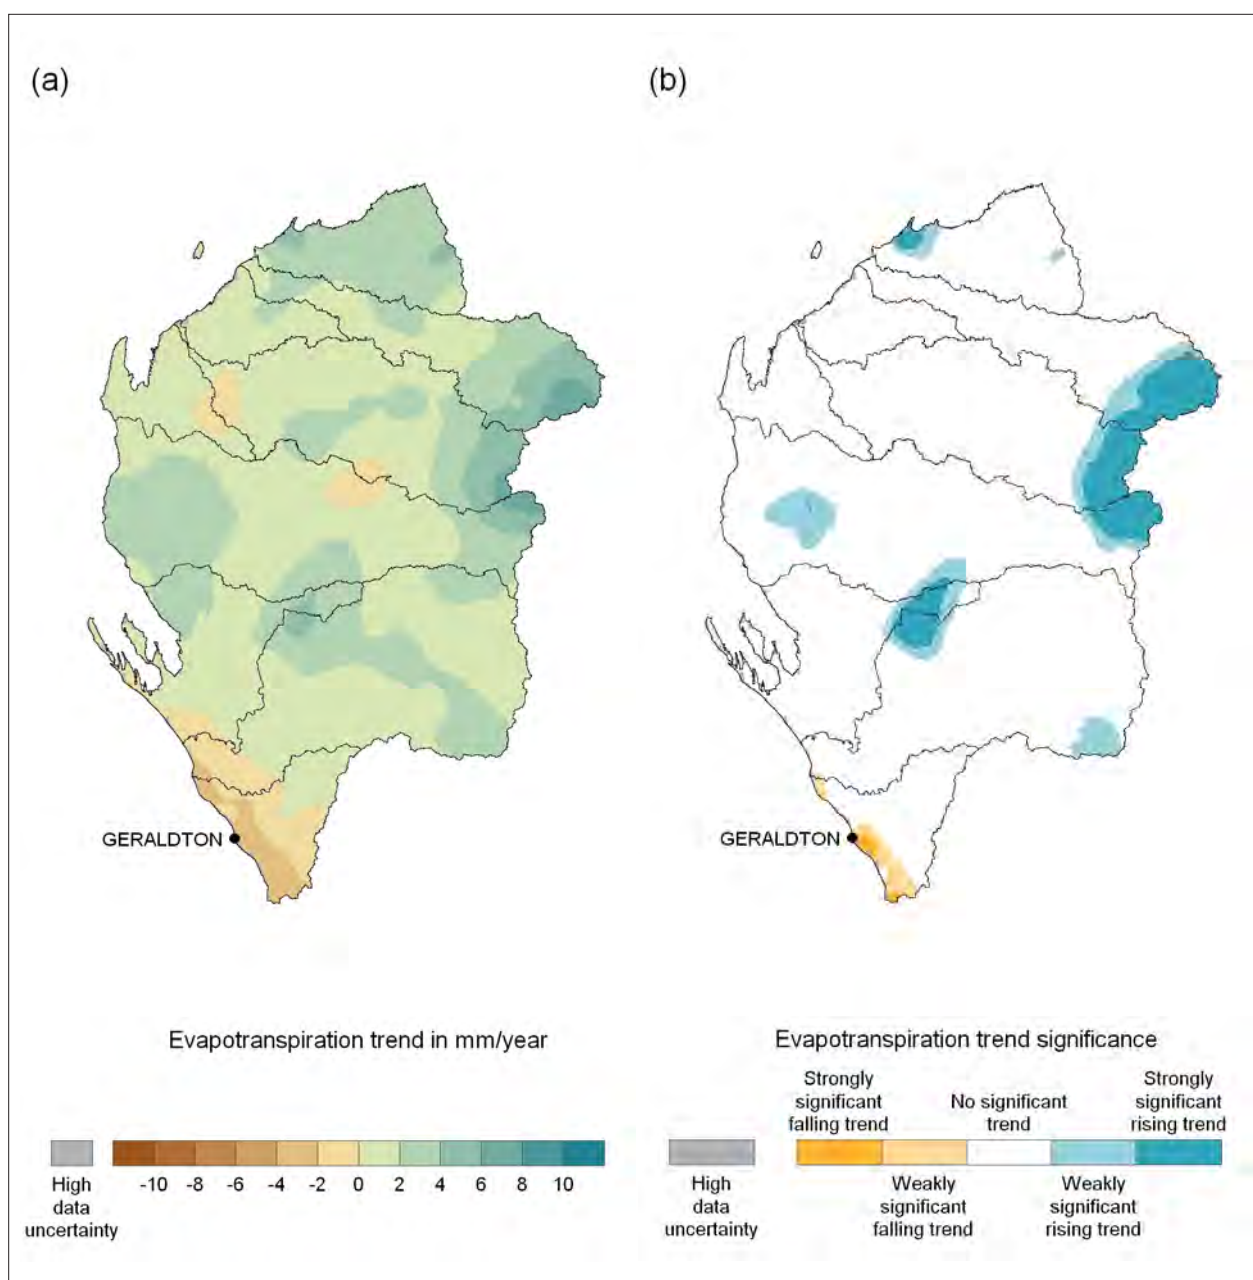 (a)
(b)
GERALDTON
GERALDTON
Evapotranspiration trend in mm/year
High
data
uncertainty
-10 -8 -6 -4 -2 0 2 4 6 8 10
Evapotranspiration trend significance
Strongly
significant
falling trend
No significant
trend
Strongly
significant
rising trend
High
data
uncertainty
Weakly
significant
falling trend
Weakly
significant
rising trend